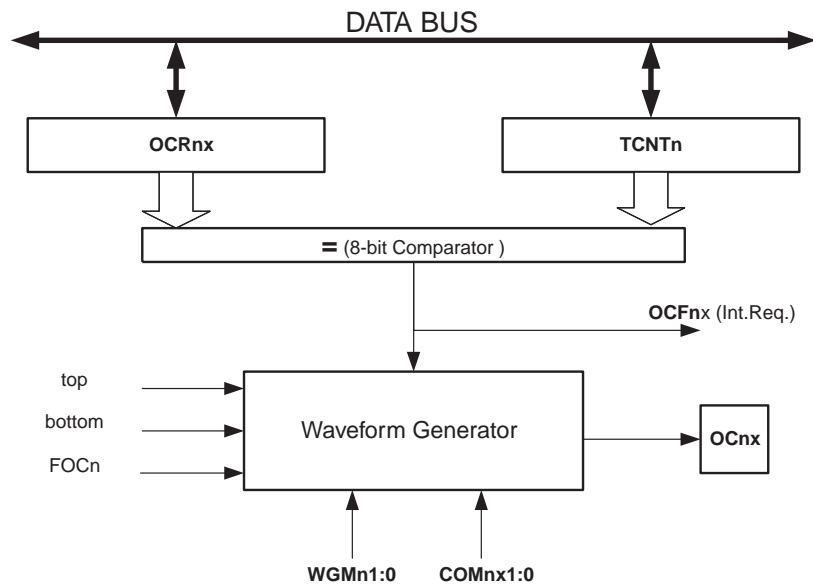 DATA BUS
OCRnx
TCNTn
= (8-bit Comparator )
OCFnx (Int.Req.)
top
bottom
FOCn
Waveform Generator
OCnx
WGMn1:0
COMnx1:0